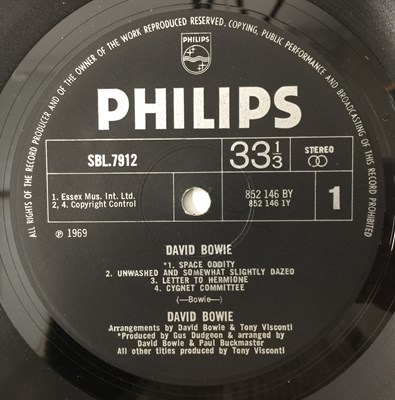 ALL RIGHTS OF THE RECORD PRODUCER AND OF THE OWNER OF THE WORK REPRODUCED RESERVED. COPYING, PUBLIC PERFORMANCE AND BROADCASTING OF THIS RECORD PROHIBITED
PHILIPS
PHILIPS
SBL.7912
33⅓
STEREO
1. Essex Mus. Int. Ltd.
2, 4. Copyright Control
852 146 BY
852 146 1Y
1
℗ 1969
DAVID BOWIE
*1. SPACE ODDITY
2. UNWASHED AND SOMEWHAT SLIGHTLY DAZED
3. LETTER TO HERMIONE
4. CYGNET COMMITTEE
(—Bowie—)
DAVID BOWIE
Arrangements by David Bowie & Tony Visconti
*Produced by Gus Dudgeon & arranged by
David Bowie & Paul Buckmaster
All other titles produced by Tony Visconti